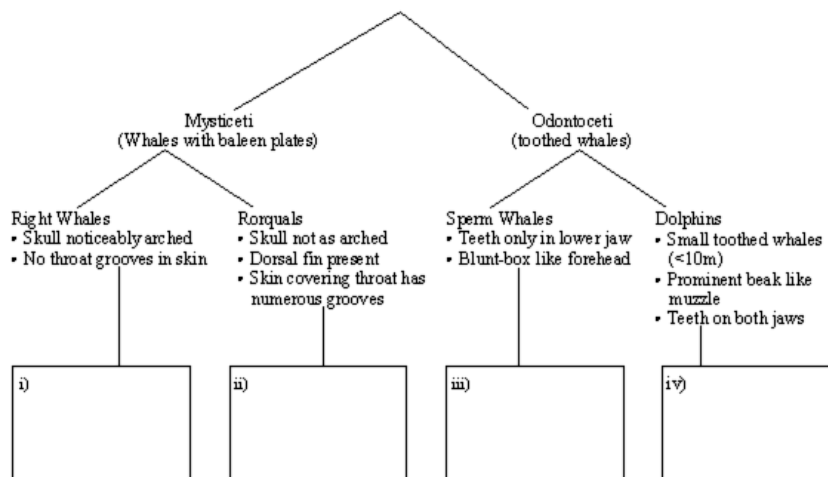 Mysticeti
(Whales with baleen plates)
Odontoceti
(toothed whales)
Right Whales
• Skull noticeably arched
• No throat grooves in skin
Rorquals
• Skull not as arched
• Dorsal fin present
• Skin covering throat has
numerous grooves
Sperm Whales
• Teeth only in lower jaw
• Blunt-box like forehead
Dolphins
• Small toothed whales
(<10m)
• Prominent beak like
muzzle
• Teeth on both jaws
i)
ii)
iii)
iv)